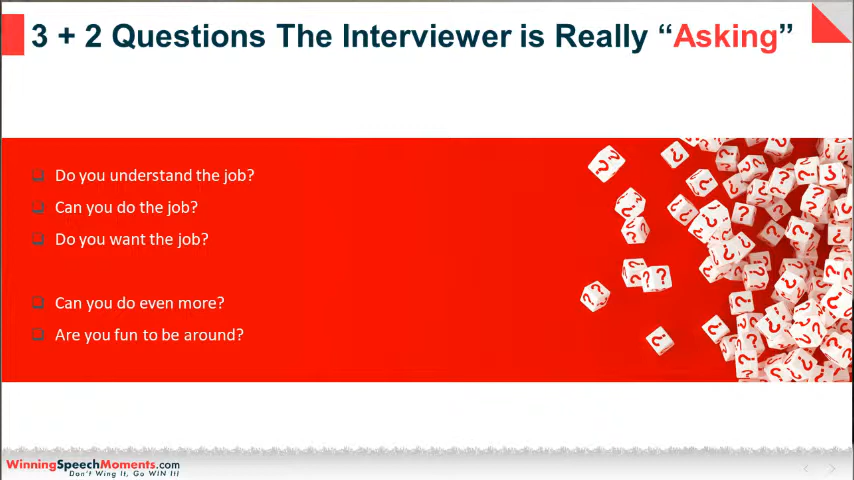 3 + 2 Questions The Interviewer is Really “Asking”
Do you understand the job?
Can you do the job?
Do you want the job?
Can you do even more?
Are you fun to be around?
WinningSpeechMoments.com
Don't Wing It, Go WIN It!